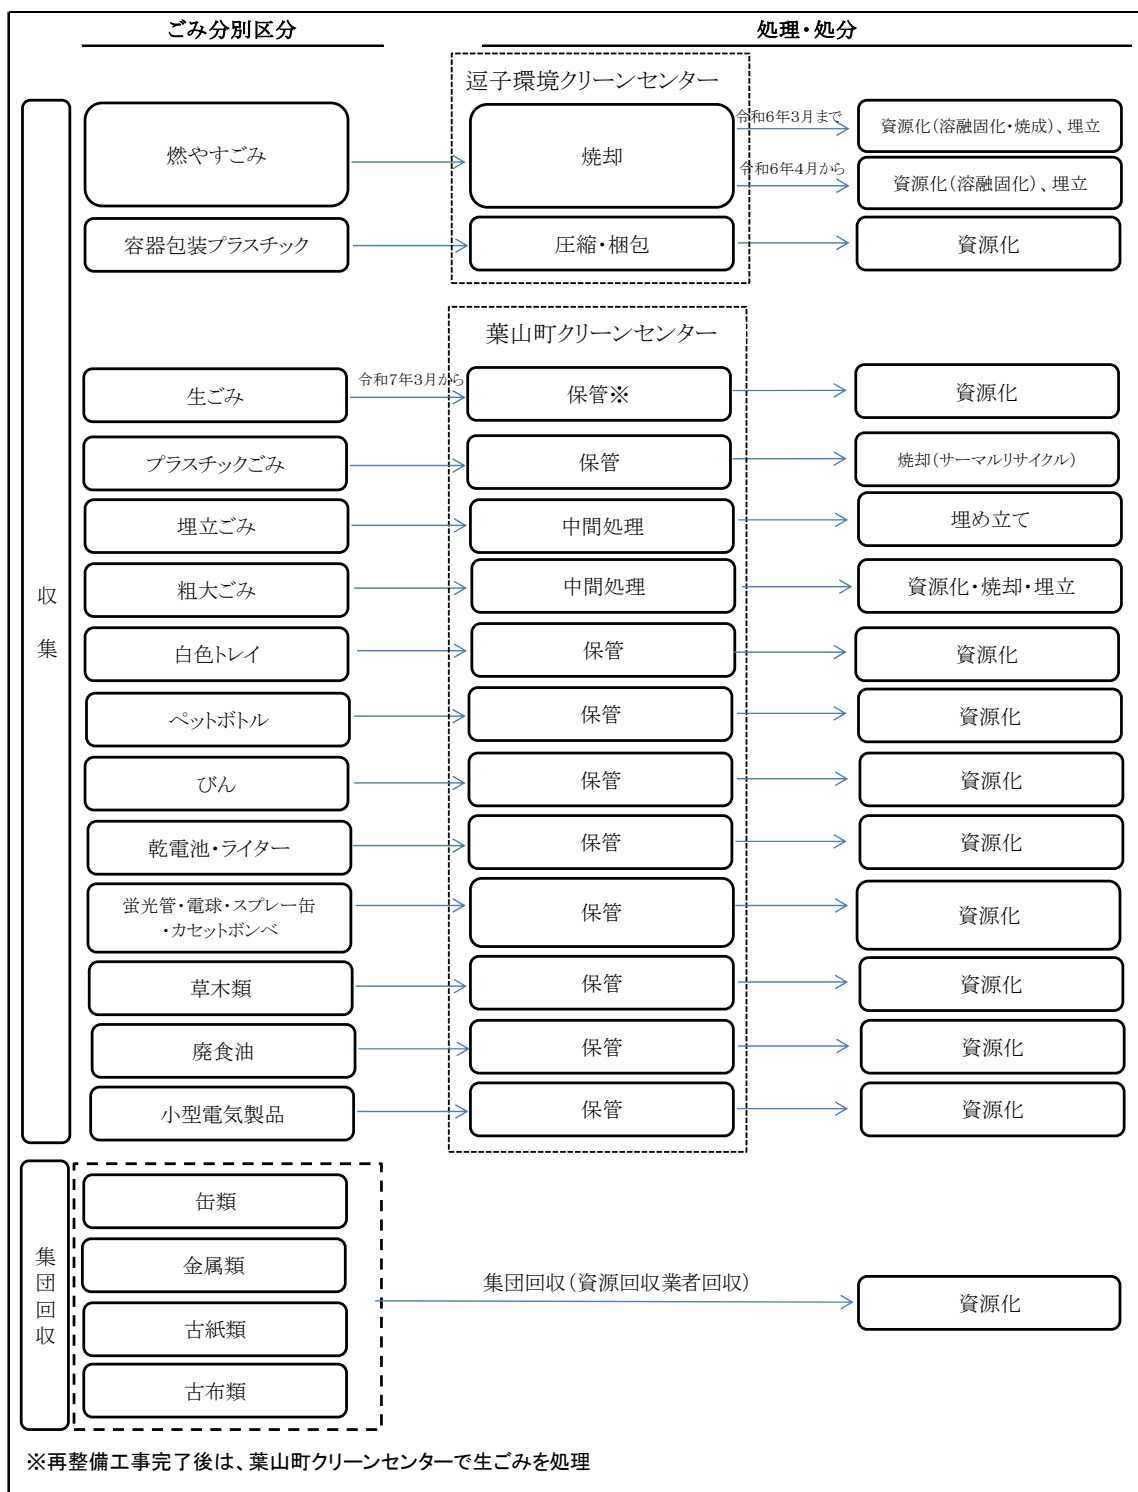 ごみ分別区分
処理・処分
逗子環境クリーンセンター
収
集
燃やすごみ
焼却
令和6年3月まで
資源化(溶融固化・焼成)、埋立
令和6年4月から
資源化(溶融固化)、埋立
容器包装プラスチック
圧縮・梱包
資源化
葉山町クリーンセンター
生ごみ
令和7年3月から
保管※
資源化
プラスチックごみ
保管
焼却(サーマルリサイクル)
埋立ごみ
中間処理
埋め立て
粗大ごみ
中間処理
資源化・焼却・埋立
白色トレイ
保管
資源化
ペットボトル
保管
資源化
びん
保管
資源化
乾電池・ライター
保管
資源化
蛍光管・電球・スプレー缶
・カセットボンベ
保管
資源化
草木類
保管
資源化
廃食油
保管
資源化
小型電気製品
保管
資源化
集
団
回
収
缶類
金属類
古紙類
古布類
集団回収(資源回収業者回収)
資源化
※再整備工事完了後は、葉山町クリーンセンターで生ごみを処理